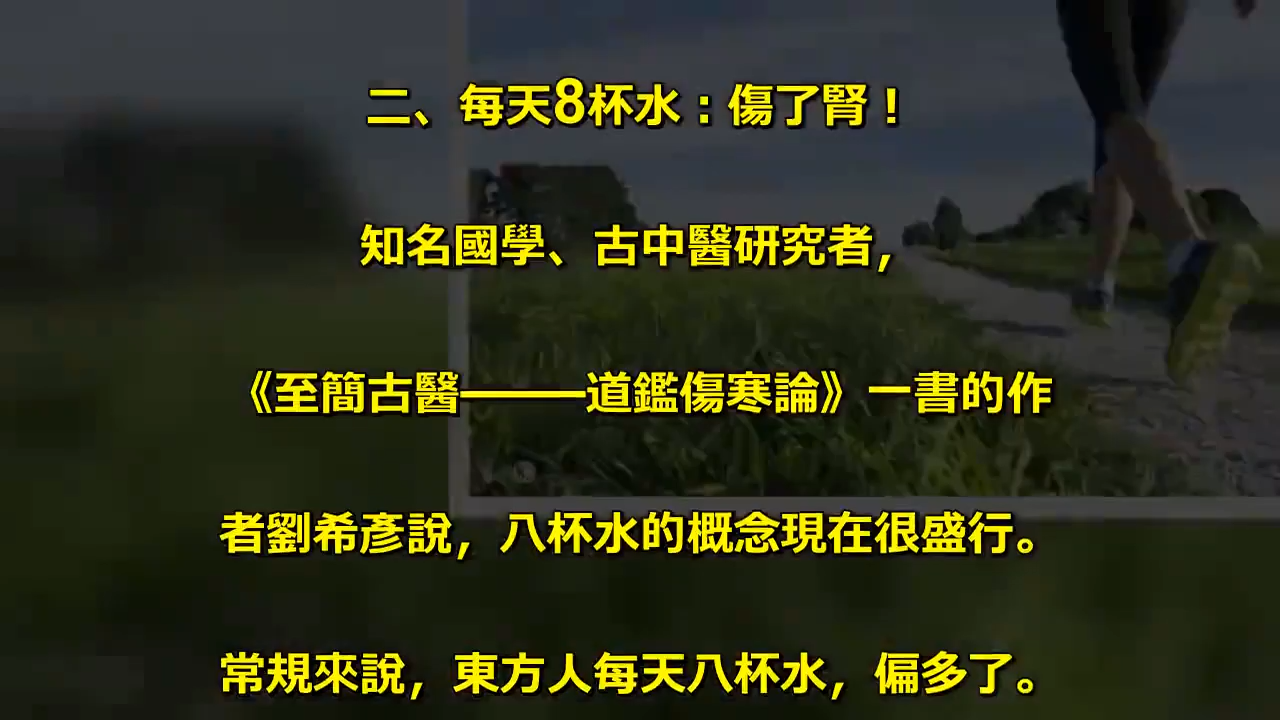 二、每天8杯水：傷了腎！
知名國學、古中醫研究者，
《至簡古醫———道鑑傷寒論》一書的作
者劉希彥說，八杯水的概念現在很盛行。
常規來說，東方人每天八杯水，偏多了。